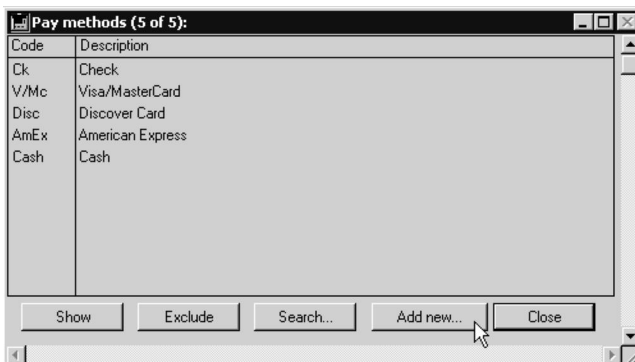 Pay methods (5 of 5):
Code Description
Ck Check
V/Mc Visa/MasterCard
Disc Discover Card
AmEx American Express
Cash Cash
Show Exclude Search... Add new... Close